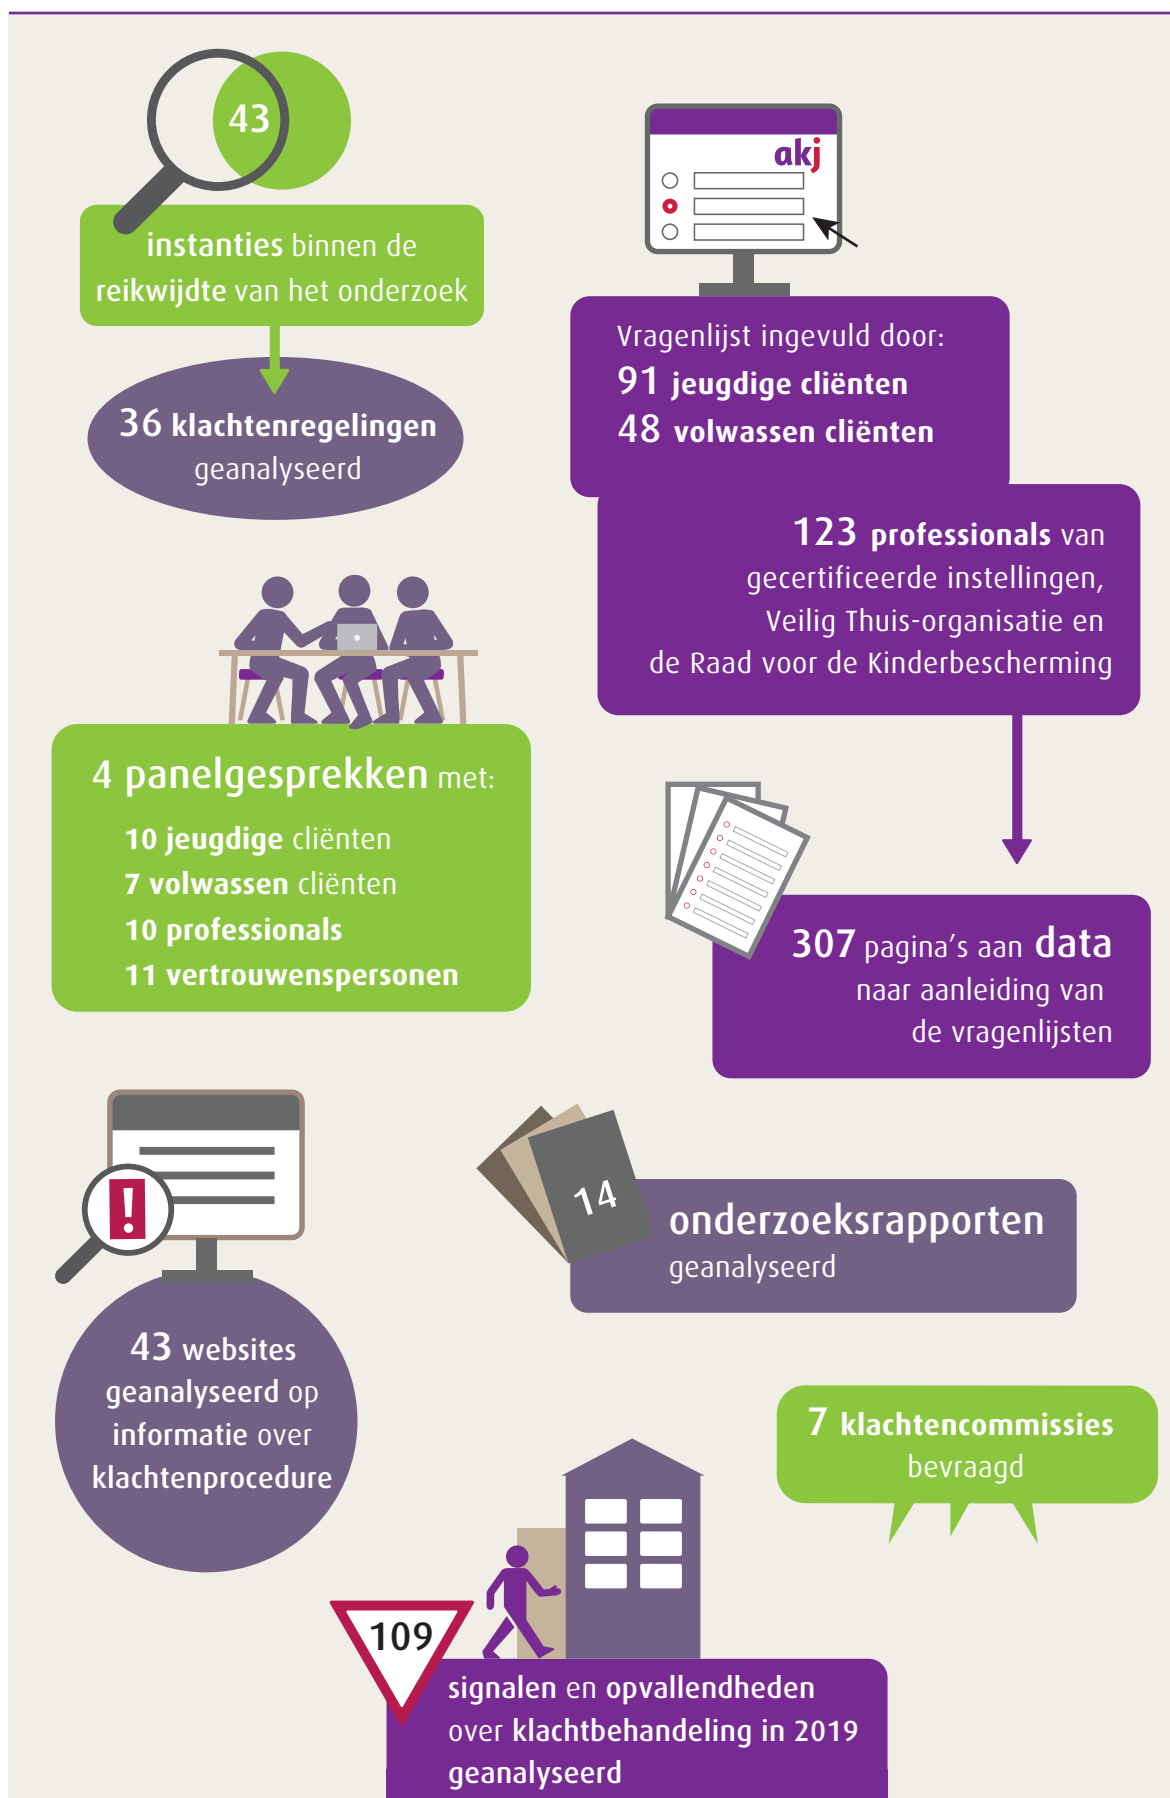 43
instanties binnen de
reikwijdte van het onderzoek
36 klachtenregelingen
geanalyseerd
akj
Vragenlijst ingevuld door:
91 jeugdige cliënten
48 volwassen cliënten
123 professionals van
gecertificeerde instellingen,
Veilig Thuis-organisatie en
de Raad voor de Kinderbescherming
4 panelgesprekken met:
10 jeugdige cliënten
7 volwassen cliënten
10 professionals
11 vertrouwenspersonen
307 pagina's aan data
naar aanleiding van
de vragenlijsten
!
43 websites
geanalyseerd op
informatie over
klachtenprocedure
14
onderzoeksrapporten
geanalyseerd
7 klachtencommissies
bevraagd
109
signalen en opvallendheden
over klachtbehandeling in 2019
geanalyseerd